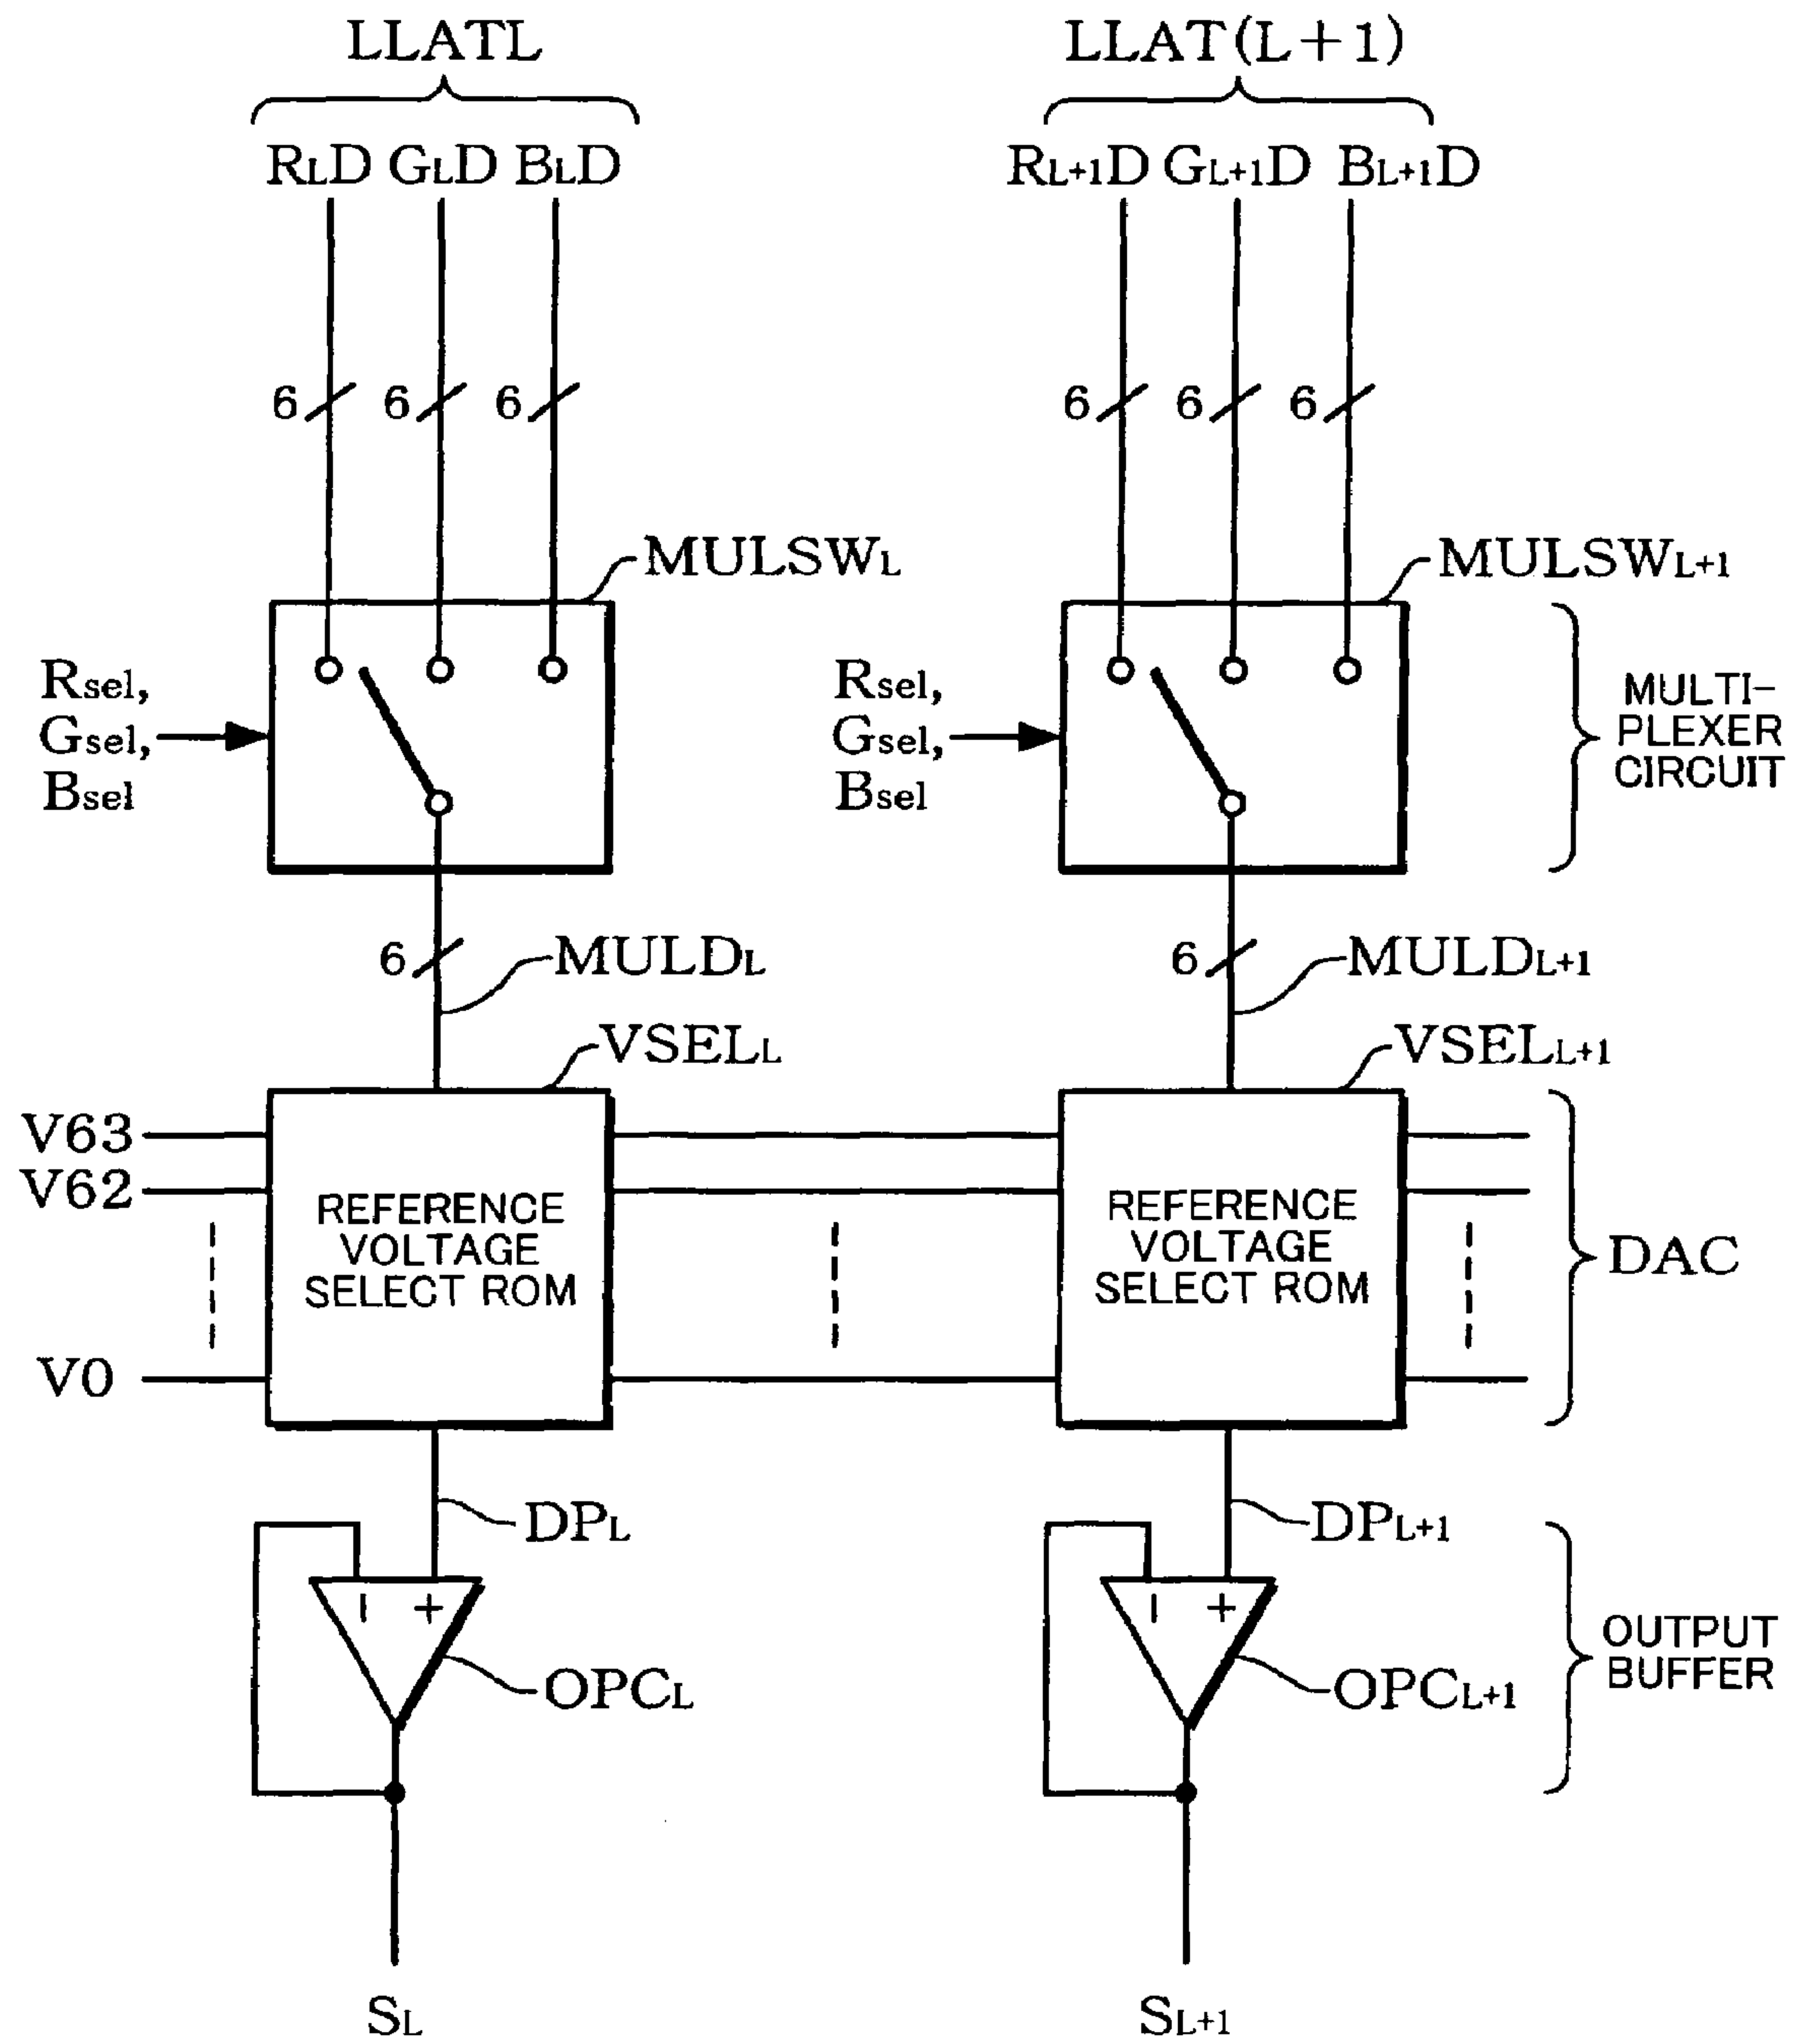 LLATL LLAT(L+1)
RLD GLD BLD RL+1D GL+1D BL+1D
6 6 6 6 6 6
MULSWL MULSWL+1
Rsel,
Gsel,
Bsel
Rsel,
Gsel,
Bsel
MULTI-
PLEXER
CIRCUIT
6 MULDL 6 MULDL+1
VSELL VSELL+1
V63
V62
V0
REFERENCE
VOLTAGE
SELECT ROM
REFERENCE
VOLTAGE
SELECT ROM
DAC
DPL DPL+1
− + − +
OPCL OPCL+1
OUTPUT
BUFFER
SL SL+1